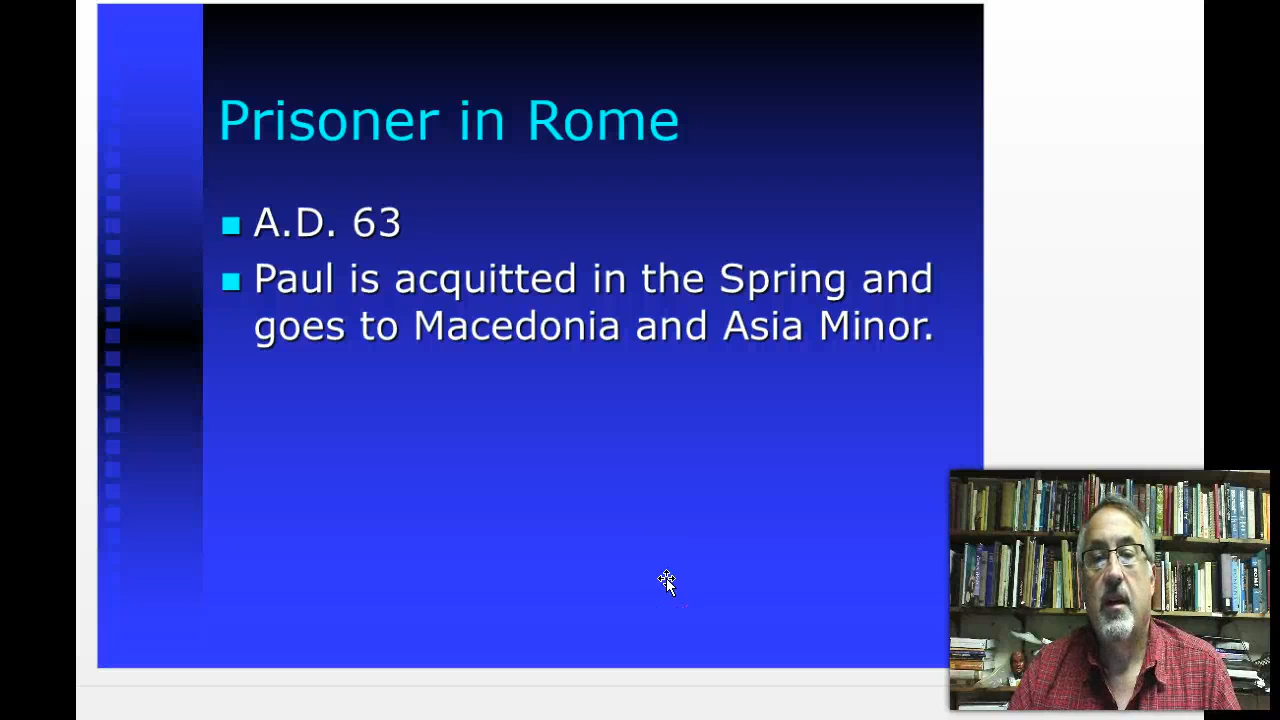 Prisoner in Rome
A.D. 63
Paul is acquitted in the Spring and
goes to Macedonia and Asia Minor.